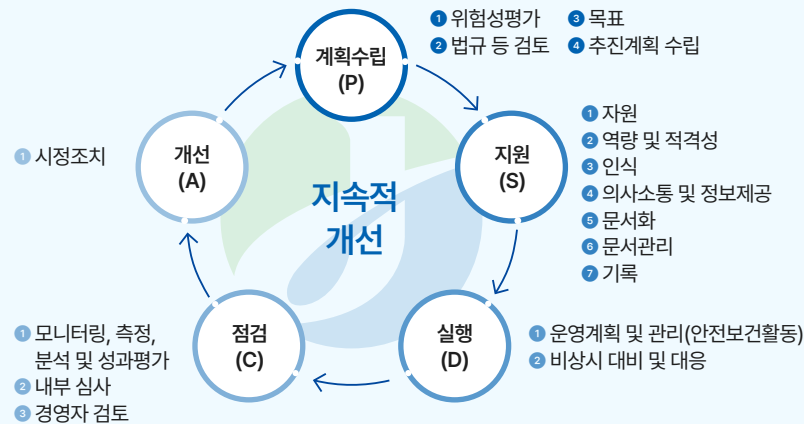 ❶ 위험성평가 ❸ 목표
❷ 법규 등 검토 ❹ 추진계획 수립
계획수립
(P)
❶ 자원
❷ 역량 및 적격성
❸ 인식
❹ 의사소통 및 정보제공
❺ 문서화
❻ 문서관리
❼ 기록
지원
(S)
❶ 운영계획 및 관리(안전보건활동)
❷ 비상시 대비 및 대응
실행
(D)
❶ 모니터링, 측정,
분석 및 성과평가
❷ 내부 심사
❸ 경영자 검토
점검
(C)
❶ 시정조치
개선
(A)
지속적
개선